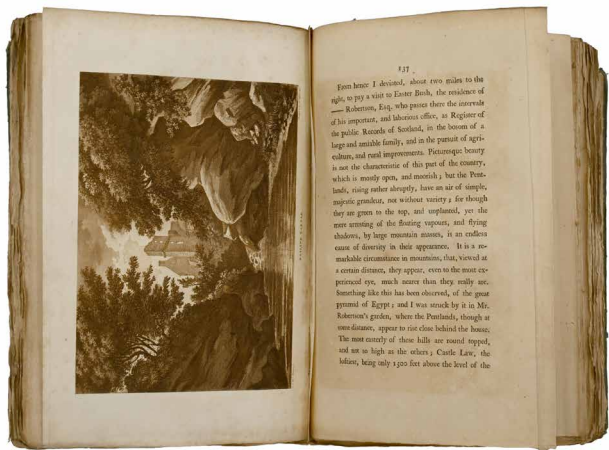 137
From hence I deviated, about two miles to the
right, to pay a visit to Easter Bush, the residence of
—— Robertson, Esq. who passes there the intervals
of his important, and laborious office, as Register of
the public Records of Scotland, in the bosom of a
large and amiable family, and in the pursuit of agri-
culture, and rural improvements. Picturesque beauty
is not the characteristic of this part of the country,
which is mostly open, and moorish; but the Pent-
lands, rising rather abruptly, have an air of simple,
majestic grandeur, not without variety; for though
they are green to the top, and unplanted, yet the
mere arresting of the floating vapours, and flying
shadows, by large mountain masses, is an endless
cause of diversity in their appearance. It is a re-
markable circumstance in mountains, that, viewed at
a certain distance, they appear, even to the most ex-
perienced eye, much nearer than they really are.
Something like this has been observed, of the great
pyramid of Egypt; and I was struck by it in Mr.
Robertson's garden, where the Pentlands, though at
some distance, appear to rise close behind the house.
The most easterly of these hills are round topped,
and not so high as the others; Castle Law, the
loftiest, being only 1500 feet above the level of the